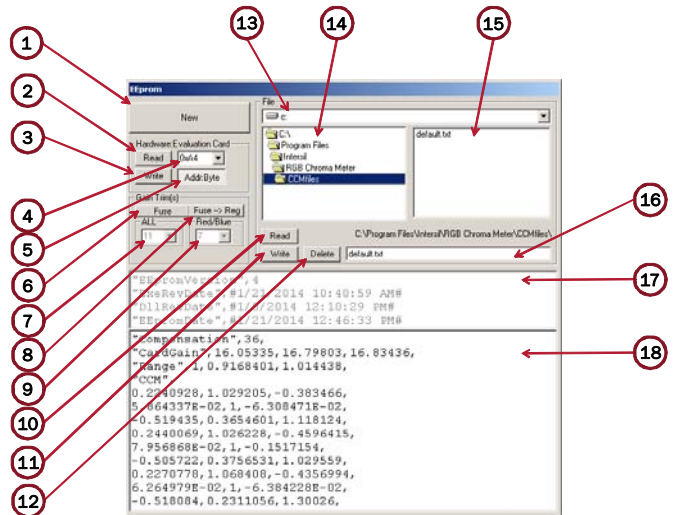 13
14
15
1
EEprom
2
New
File
c:
3
Hardware Evaluation Card
Read
0xA4
Write
Addr:Byte
C:\
Program Files
Intersil
RGB Chroma Meter
CCMfiles
default.txt
4
Gain Trim(s)
5
Fuse
Fuse -> Reg
16
ALL
Red/Blue
6
11
7
Read
C:\Program Files\Intersil\RGB Chroma Meter\CCMfiles\
Write
Delete
default.txt
7
"EEpromVersion",4
17
"ExeRevDate",#1/21/2014 10:40:59 AM#
8
"DllRevDate",#1/9/2014 12:10:29 PM#
"EEpromDate",#1/21/2014 12:46:33 PM#
9
"Compensation",36,
"CardGain",16.05335,16.79803,16.83436,
18
"Range",1,0.9168401,1.014438,
"CCM"
10
0.2240928,1.029205,-0.383466,
5.864337E-02,1,-6.308471E-02,
-0.519435,0.3654601,1.118124,
11
0.2440069,1.026228,-0.4596415,
7.956868E-02,1,-0.1517154,
-0.505722,0.3756531,1.029559,
12
0.2270778,1.068408,-0.4356994,
6.264979E-02,1,-6.384228E-02,
-0.518084,0.2311056,1.30026,